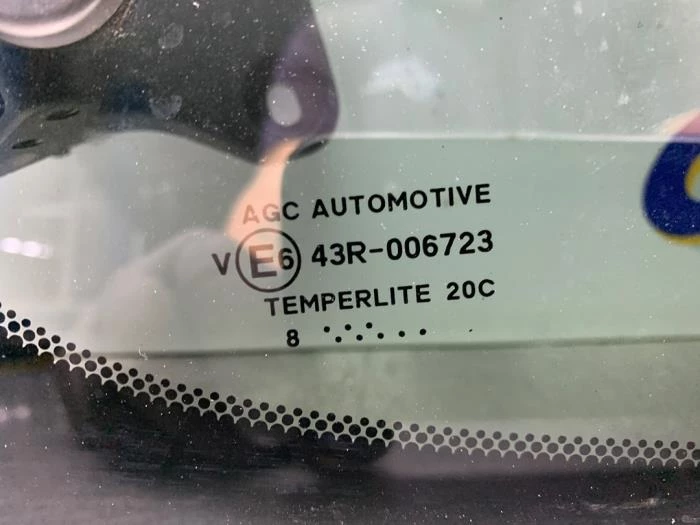 AGC AUTOMOTIVE
V E6 43R-006723
TEMPERLITE 20C
8